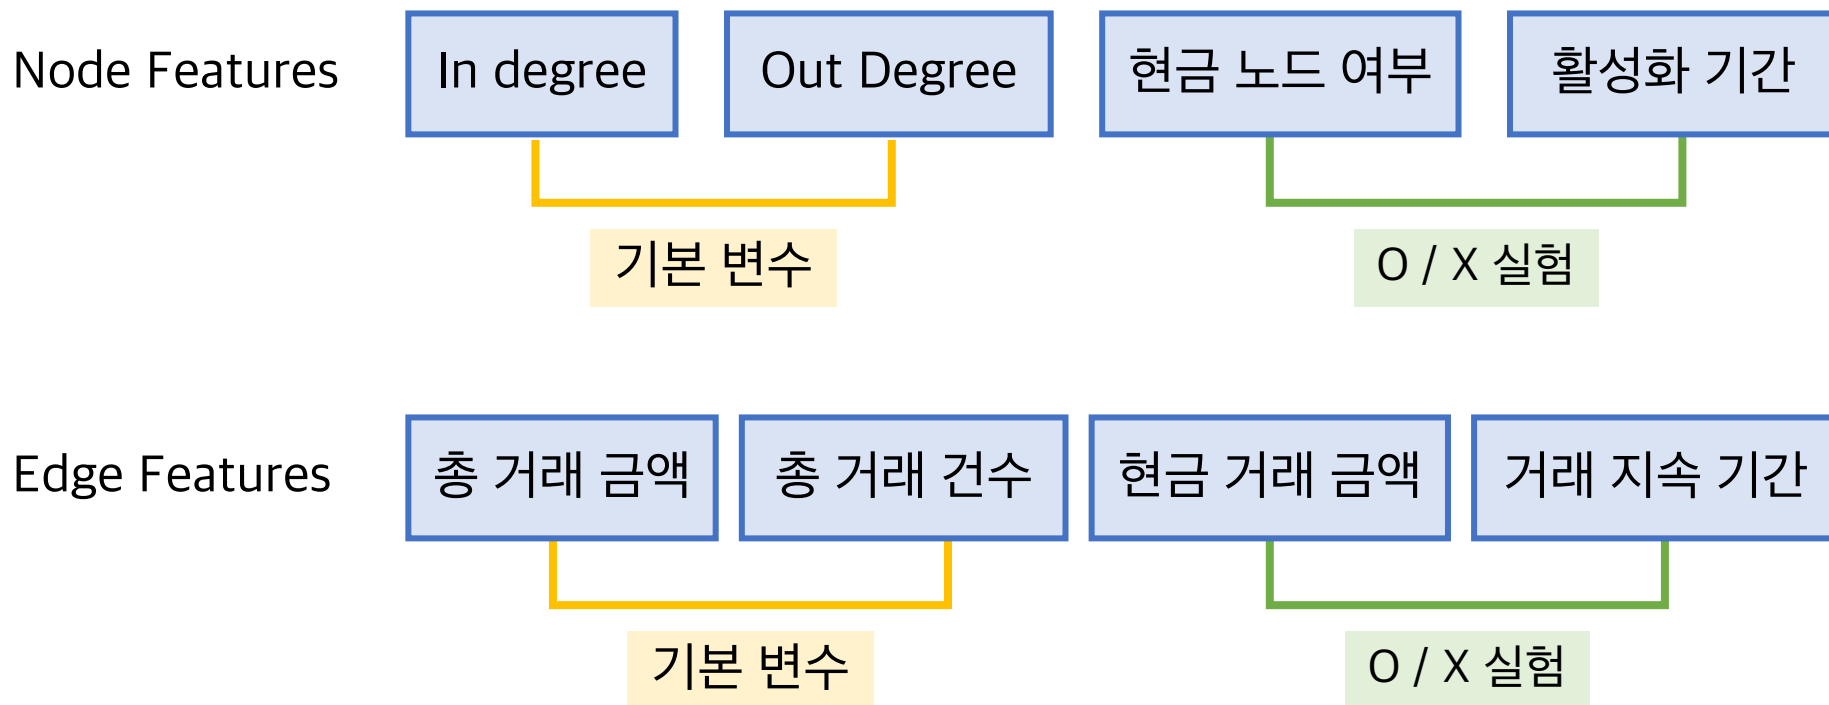 Node Features In degree Out Degree 현금 노드 여부 활성화 기간
기본 변수 O / X 실험
Edge Features 총 거래 금액 총 거래 건수 현금 거래 금액 거래 지속 기간
기본 변수 O / X 실험